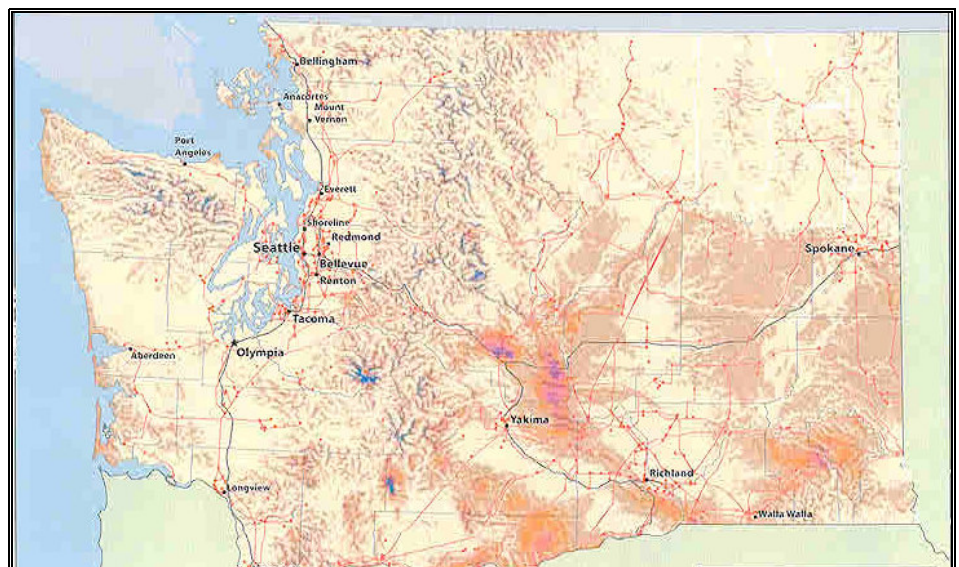 Bellingham
Anacortes
Mount
Vernon
Port
Angeles
Everett
Shoreline
Redmond
Seattle
Bellevue
Renton
Spokane
Tacoma
Olympia
Aberdeen
Yakima
Richland
Longview
Walla Walla